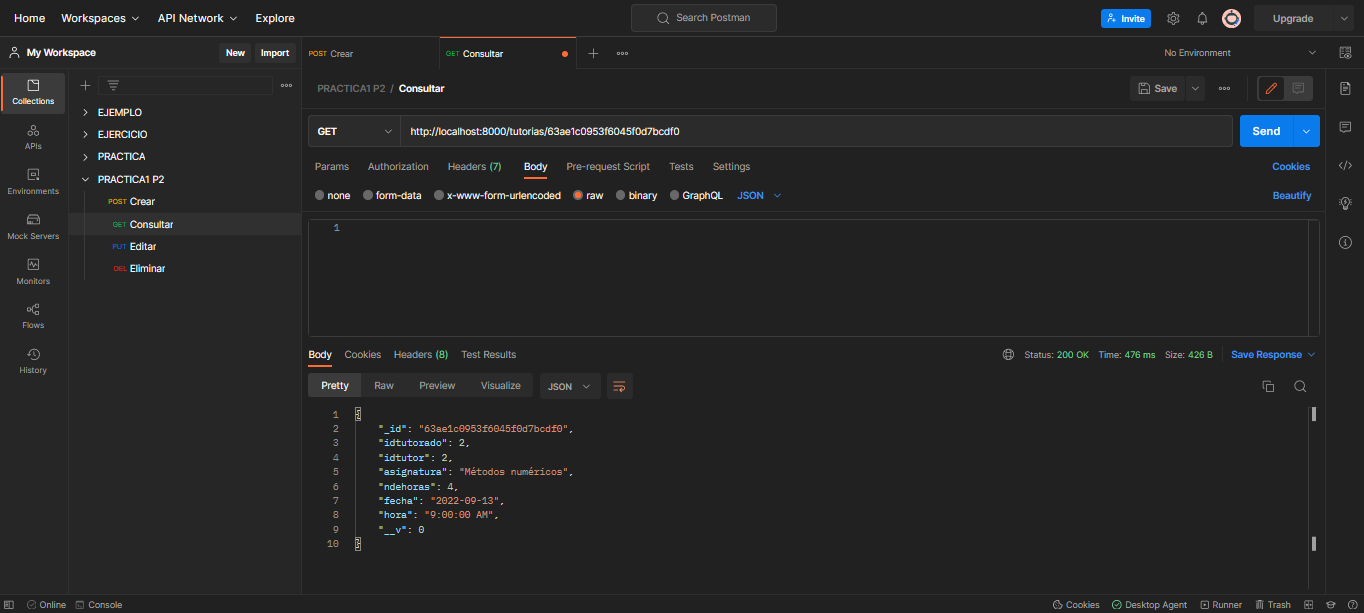 Home Workspaces API Network Explore Search Postman Invite Upgrade
My Workspace New Import POST Crear GET Consultar No Environment
Collections
APIs
Environments
Mock Servers
Monitors
Flows
History
EJEMPLO
EJERCICIO
PRACTICA
PRACTICA1 P2
POST Crear
GET Consultar
PUT Editar
DEL Eliminar
PRACTICA1 P2 / Consultar Save
GET http://localhost:8000/tutorias/63ae1c0953f6045f0d7bcdf0 Send
Params Authorization Headers (7) Body Pre-request Script Tests Settings Cookies
none form-data x-www-form-urlencoded raw binary GraphQL JSON Beautify
1
Body Cookies Headers (8) Test Results Status: 200 OK Time: 476 ms Size: 426 B Save Response
Pretty Raw Preview Visualize JSON
1 {
2 "_id": "63ae1c0953f6045f0d7bcdf0",
3 "idtutorado": 2,
4 "idtutor": 2,
5 "asignatura": "Métodos numéricos",
6 "ndehoras": 4,
7 "fecha": "2022-09-13",
8 "hora": "9:00:00 AM",
9 "__v": 0
10 }
Online Console Cookies Desktop Agent Runner Trash